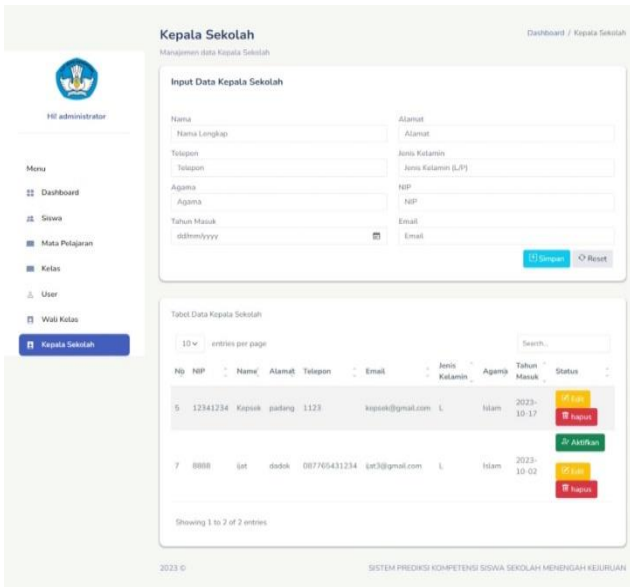 Kepala Sekolah
Dashboard / Kepala Sekolah
Manajemen data Kepala Sekolah
Hi! administrator
Menu
Dashboard
Siswa
Mata Pelajaran
Kelas
User
Wali Kelas
Kepala Sekolah
Input Data Kepala Sekolah
Nama Alamat
Nama Lengkap Alamat
Telepon Jenis Kelamin
Telepon Jenis Kelamin (L/P)
Agama NIP
Agama NIP
Tahun Masuk Email
dd/mm/yyyy Email
Simpan Reset
Tabel Data Kepala Sekolah
10 entries per page Search...
No NIP Nama Alamat Telepon Email Jenis Kelamin Agama Tahun Masuk Status
5 12341234 Kepsek padang 1123 kepsek@gmail.com L Islam 2023-10-17 Edit hapus
Aktifkan
7 8888 ijat dadok 087765431234 ijat3@gmail.com L Islam 2023-10-02 Edit hapus
Showing 1 to 2 of 2 entries
2023 © SISTEM PREDIKSI KOMPETENSI SISWA SEKOLAH MENENGAH KEJURUAN